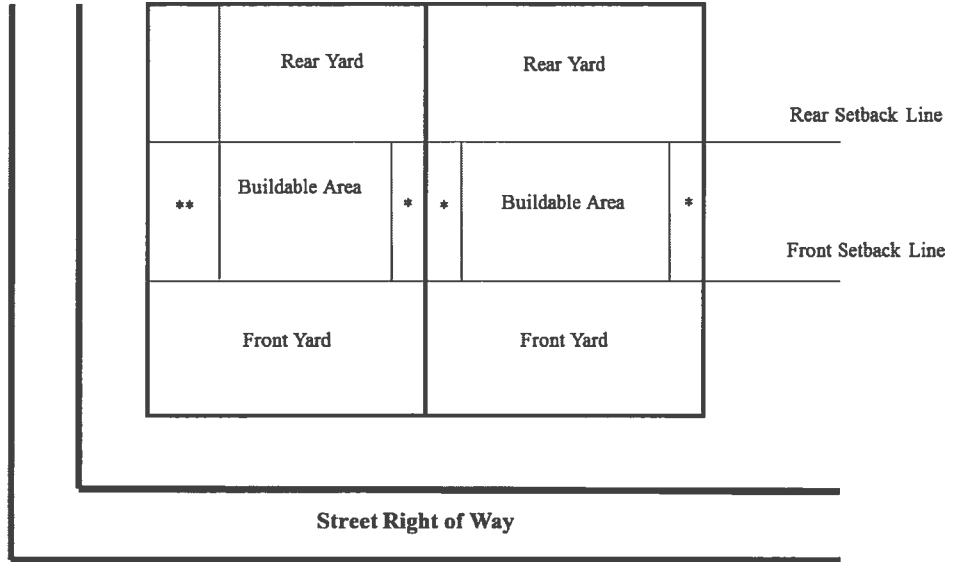 Rear Yard
Rear Yard
Rear Setback Line
Buildable Area
**
*
*
Buildable Area
*
Front Setback Line
Front Yard
Front Yard
Street Right of Way